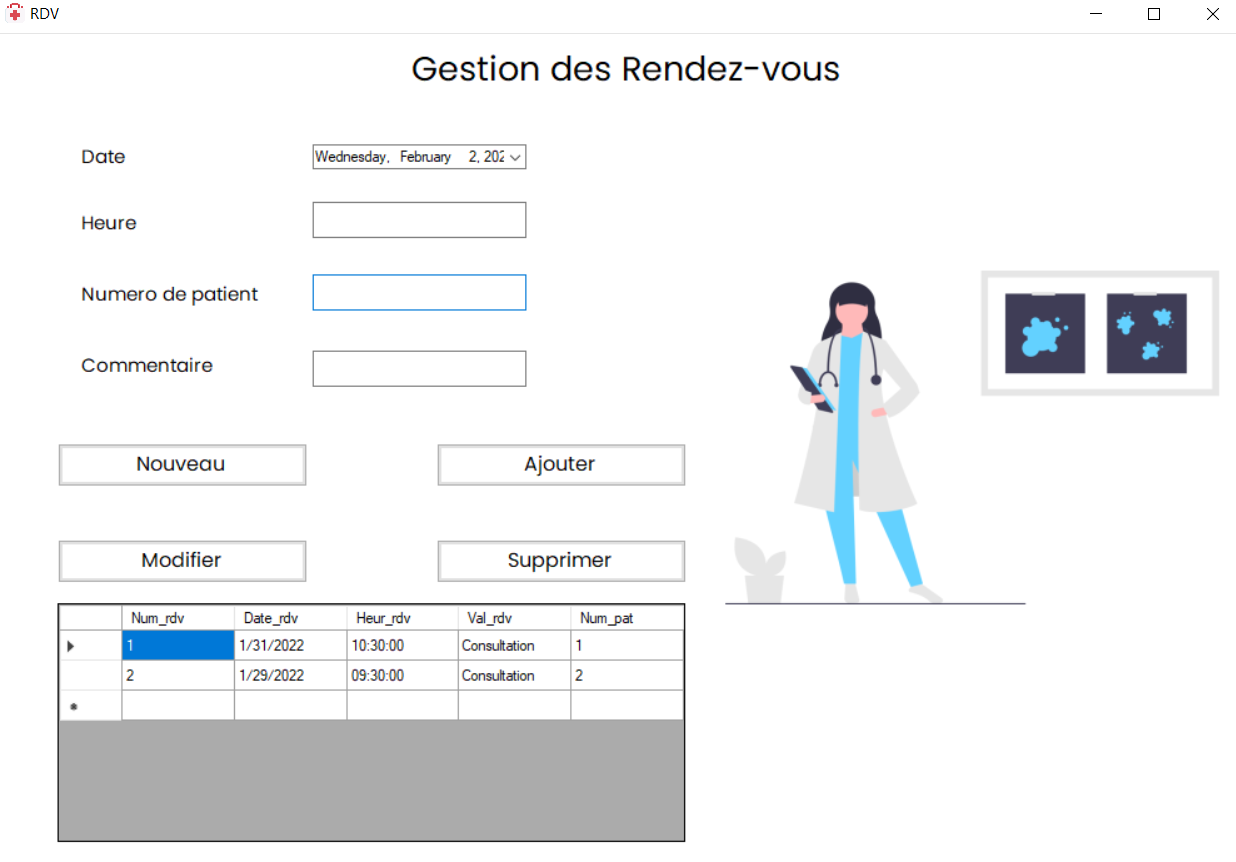 RDV
Gestion des Rendez-vous
Date
Wednesday, February 2, 202
Heure
Numero de patient
Commentaire
Nouveau Ajouter
Modifier Supprimer
Num_rdv Date_rdv Heur_rdv Val_rdv Num_pat
1 1/31/2022 10:30:00 Consultation 1
2 1/29/2022 09:30:00 Consultation 2